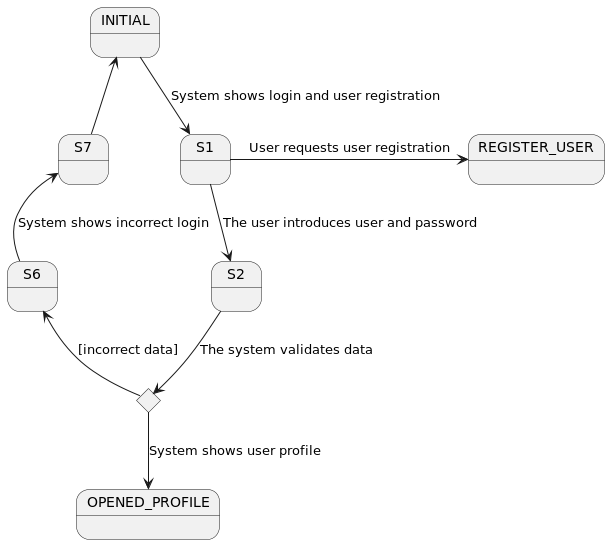 INITIAL
System shows login and user registration
S7
S1
User requests user registration
REGISTER_USER
System shows incorrect login
The user introduces user and password
S6
S2
[incorrect data]
The system validates data
System shows user profile
OPENED_PROFILE